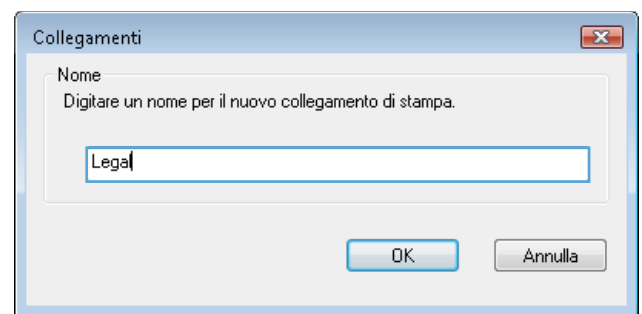 Collegamenti
Nome
Digitare un nome per il nuovo collegamento di stampa.
Legal
OK Annulla